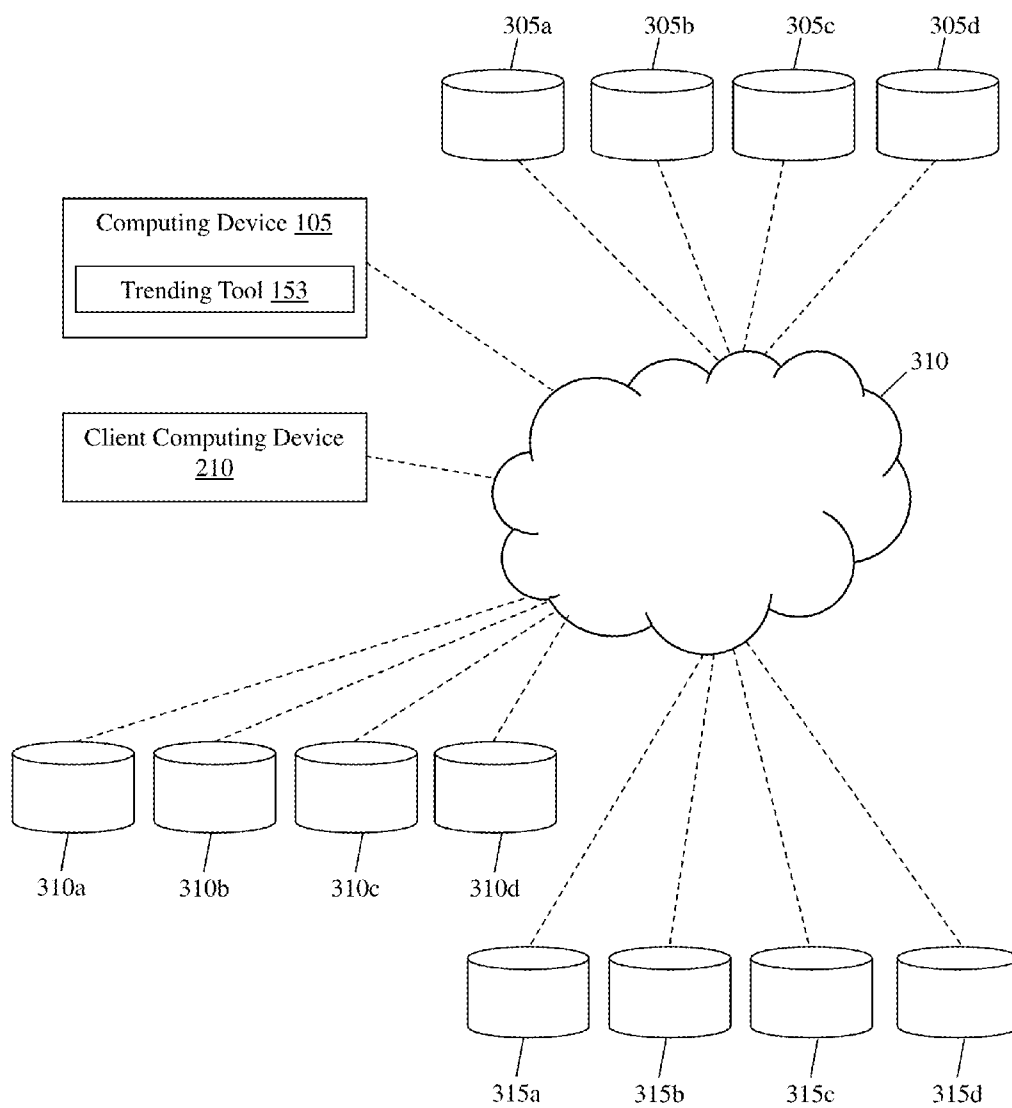 305a 305b 305c 305d
Computing Device 105
Trending Tool 153
310
Client Computing Device
210
310a 310b 310c 310d
315a 315b 315c 315d